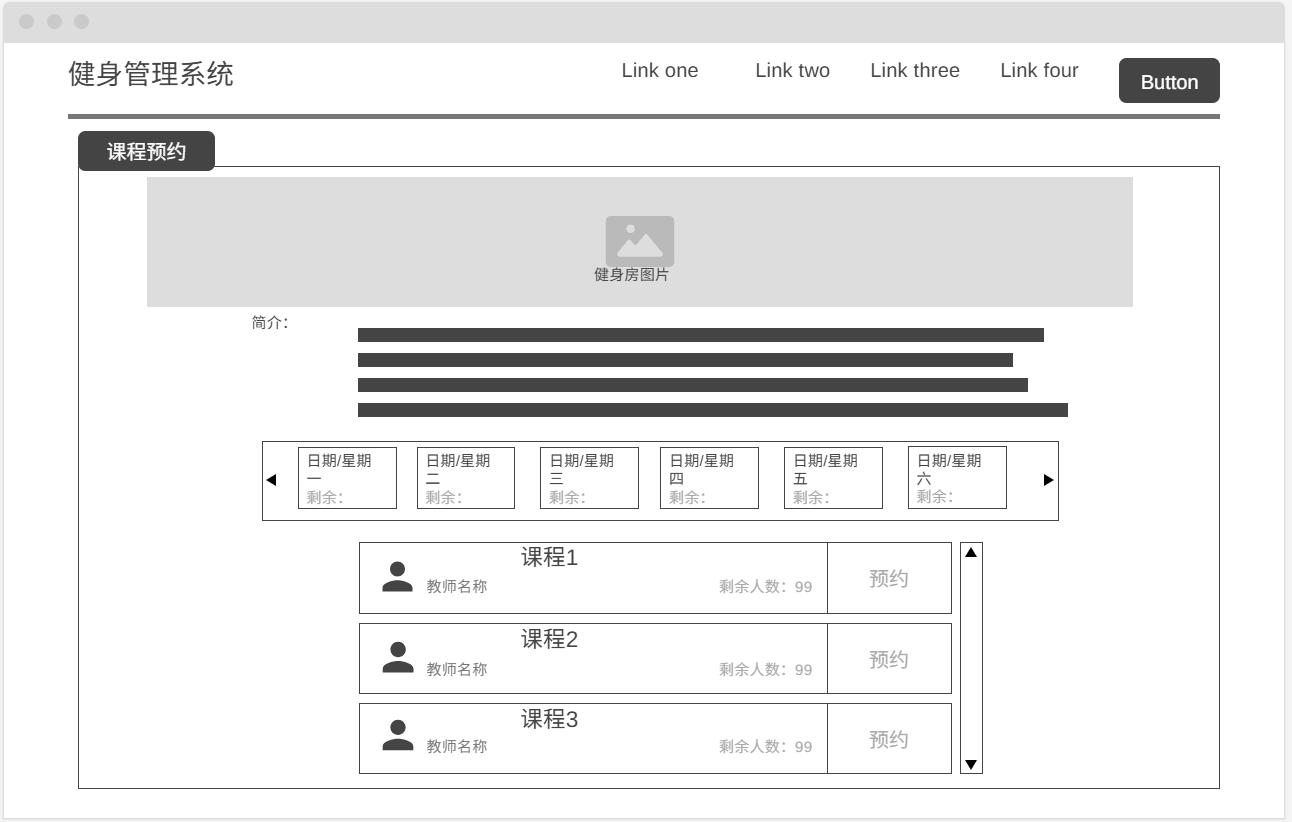 健身管理系统
Link one
Link two
Link three
Link four
Button
课程预约
健身房图片
简介:
日期/星期
一
剩余:
日期/星期
二
剩余:
日期/星期
三
剩余:
日期/星期
四
剩余:
日期/星期
五
剩余:
日期/星期
六
剩余:
课程1
教师名称
剩余人数：99
预约
课程2
教师名称
剩余人数：99
预约
课程3
教师名称
剩余人数：99
预约